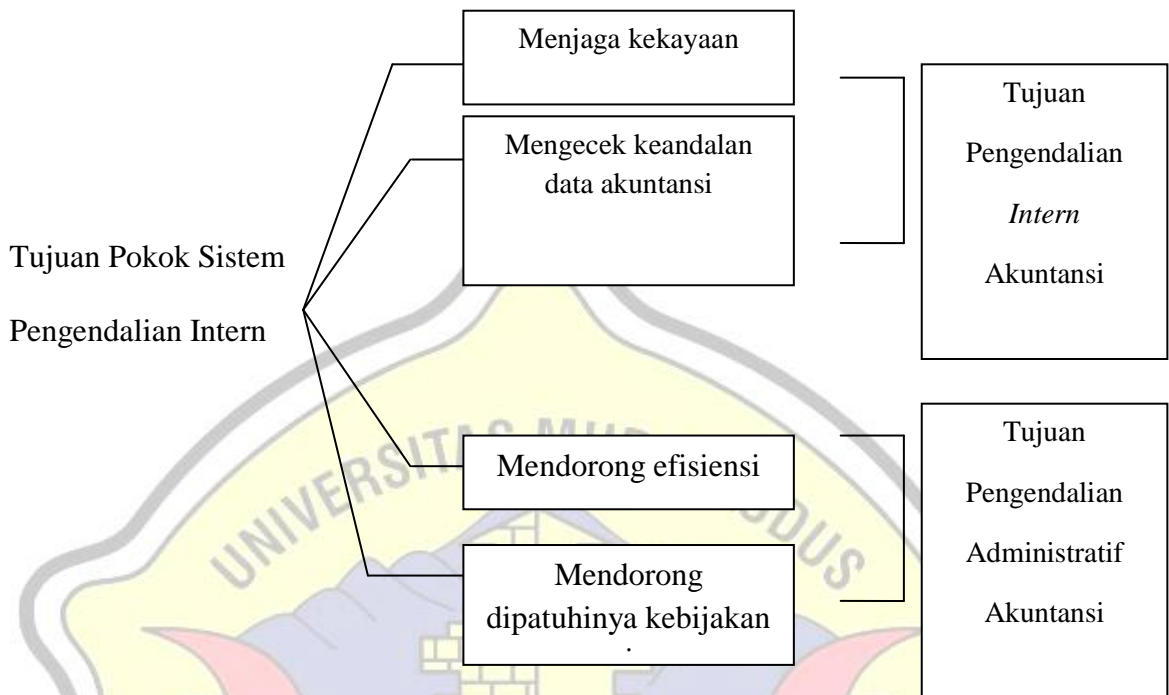 Tujuan Pokok Sistem
Pengendalian Intern
Menjaga kekayaan
Mengecek keandalan
data akuntansi
Mendorong efisiensi
Mendorong
dipatuhinya kebijakan
Tujuan
Pengendalian
Intern
Akuntansi
Tujuan
Pengendalian
Administratif
Akuntansi
UNIVERSITAS